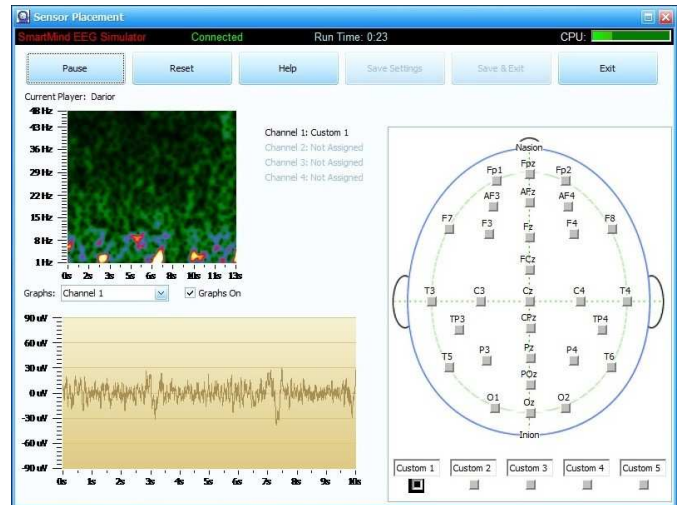 Sensor Placement
SmartMind EEG Simulator Connected Run Time: 0:23 CPU:
Pause Reset Help Save Settings Save & Exit Exit
Current Player: Darior
48 Hz
43 Hz
36 Hz
29 Hz
22 Hz
15 Hz
8 Hz
1 Hz
0s 2s 3s 5s 6s 8s 10s 11s 13s
Channel 1: Custom 1
Channel 2: Not Assigned
Channel 3: Not Assigned
Channel 4: Not Assigned
Graphs: Channel 1 Graphs On
90 uV
60 uV
30 uV
0 uV
-30 uV
-60 uV
-90 uV
0s 1s 2s 3s 4s 5s 6s 7s 8s 9s 10s
Nasion
Fp1 Fpz Fp2
AF3 AFz AF4
F7 F3 Fz F4 F8
FCz
T3 C3 Cz C4 T4
TP3 CPz TP4
T5 P3 Pz P4 T6
POz
O1 Oz O2
Inion
Custom 1 Custom 2 Custom 3 Custom 4 Custom 5